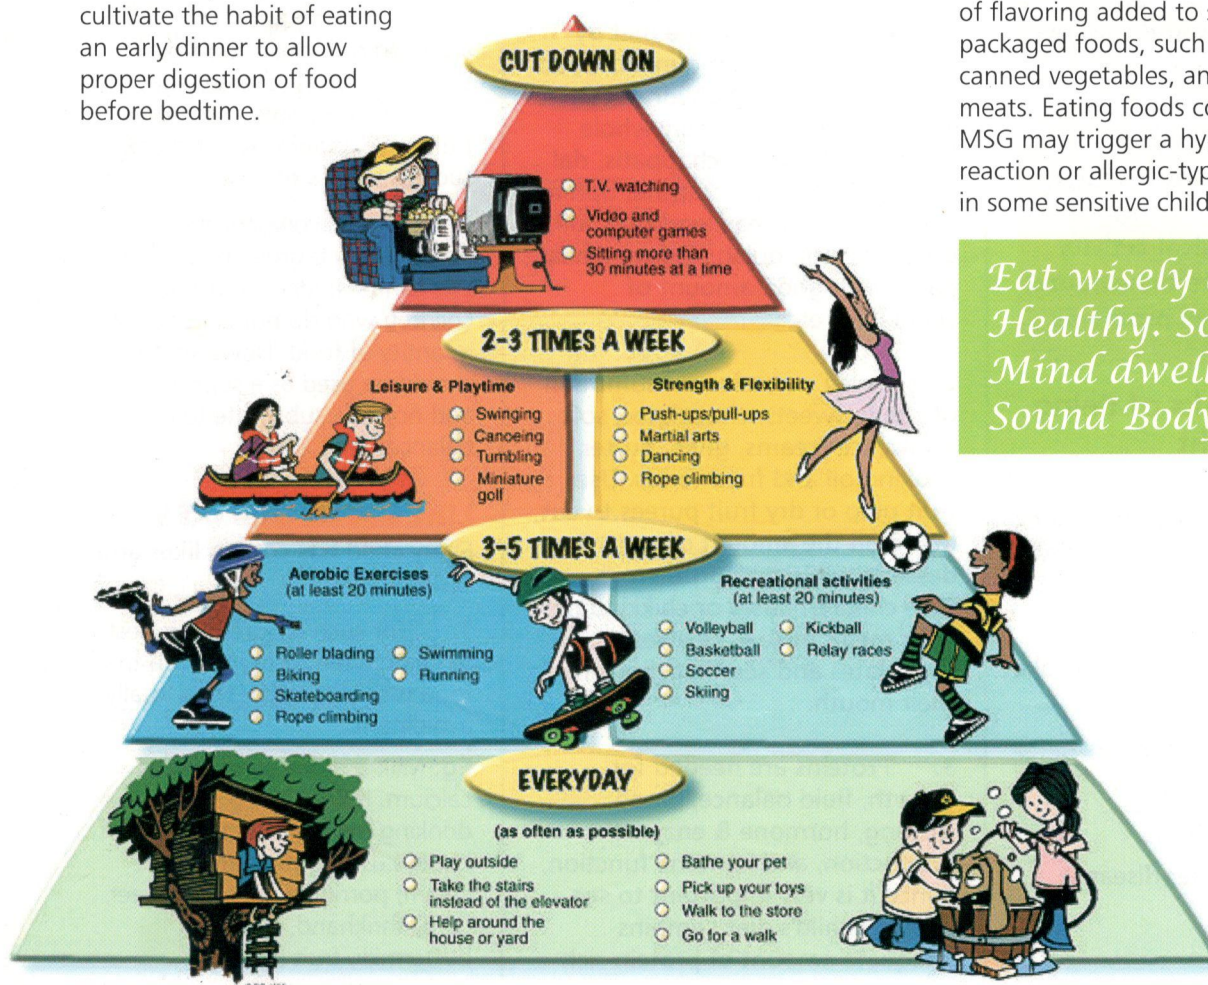 cultivate the habit of eating
an early dinner to allow
proper digestion of food
before bedtime.
of flavoring added to
packaged foods, such
canned vegetables, an
meats. Eating foods co
MSG may trigger a hy
reaction or allergic-typ
in some sensitive child
Eat wisely
Healthy. So
Mind dwell
Sound Body
CUT DOWN ON
T.V. watching
Video and
computer games
Sitting more than
30 minutes at a time
2-3 TIMES A WEEK
Leisure & Playtime
Swinging
Canoeing
Tumbling
Miniature
golf
Strength & Flexibility
Push-ups/pull-ups
Martial arts
Dancing
Rope climbing
3-5 TIMES A WEEK
Aerobic Exercises
(at least 20 minutes)
Roller blading
Biking
Skateboarding
Rope climbing
Swimming
Running
Recreational activities
(at least 20 minutes)
Volleyball
Basketball
Soccer
Skiing
Kickball
Relay races
EVERYDAY
(as often as possible)
Play outside
Take the stairs
instead of the elevator
Help around the
house or yard
Bathe your pet
Pick up your toys
Walk to the store
Go for a walk